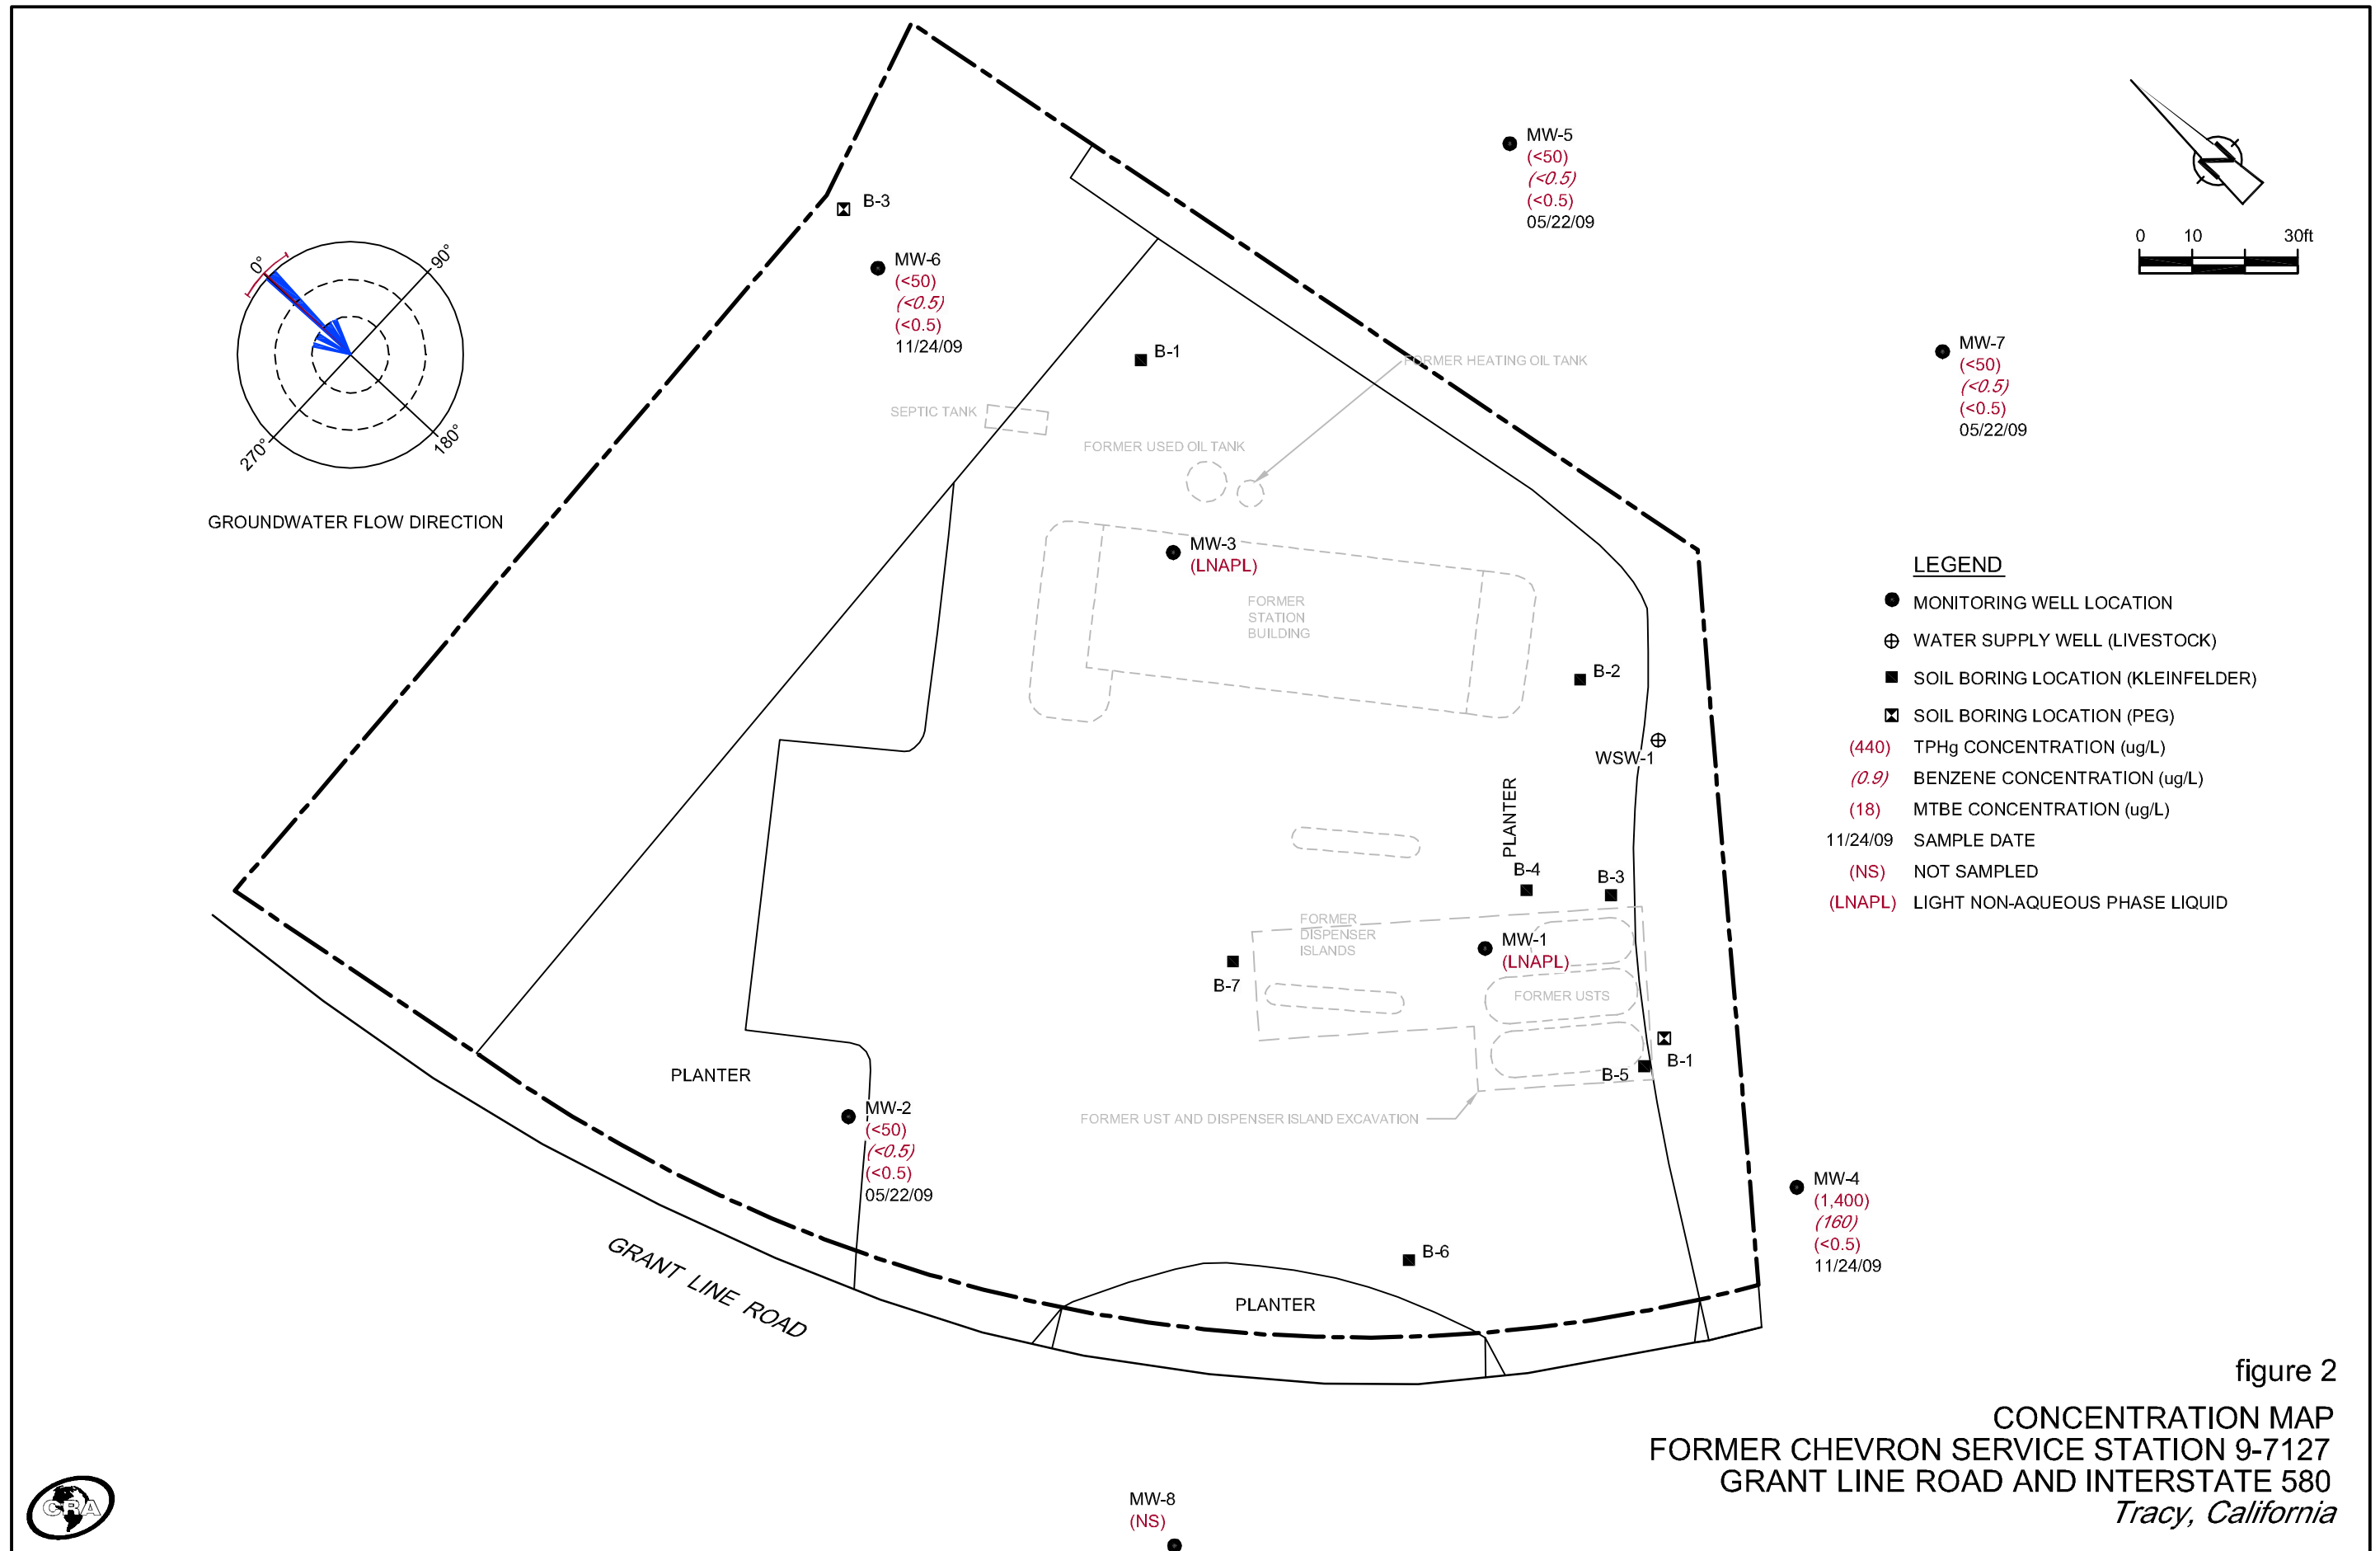 MW-5
(<50)
(<0.5)
(<0.5)
05/22/09
N
0 10 30ft
B-3
MW-6
(<50)
(<0.5)
(<0.5)
11/24/09
0°
90°
180°
270°
GROUNDWATER FLOW DIRECTION
B-1
FORMER HEATING OIL TANK
SEPTIC TANK
FORMER USED OIL TANK
MW-7
(<50)
(<0.5)
(<0.5)
05/22/09
MW-3
(LNAPL)
FORMER
STATION
BUILDING
B-2
WSW-1
PLANTER
B-4
B-3
FORMER
DISPENSER
ISLANDS
MW-1
(LNAPL)
B-7
FORMER USTS
B-1
B-5
PLANTER
FORMER UST AND DISPENSER ISLAND EXCAVATION
MW-2
(<50)
(<0.5)
(<0.5)
05/22/09
MW-4
(1,400)
(160)
(<0.5)
11/24/09
B-6
PLANTER
GRANT LINE ROAD
MW-8
(NS)
LEGEND
MONITORING WELL LOCATION
WATER SUPPLY WELL (LIVESTOCK)
SOIL BORING LOCATION (KLEINFELDER)
SOIL BORING LOCATION (PEG)
(440) TPHg CONCENTRATION (ug/L)
(0.9) BENZENE CONCENTRATION (ug/L)
(18) MTBE CONCENTRATION (ug/L)
11/24/09 SAMPLE DATE
(NS) NOT SAMPLED
(LNAPL) LIGHT NON-AQUEOUS PHASE LIQUID
figure 2
CONCENTRATION MAP
FORMER CHEVRON SERVICE STATION 9-7127
GRANT LINE ROAD AND INTERSTATE 580
Tracy, California
CRA